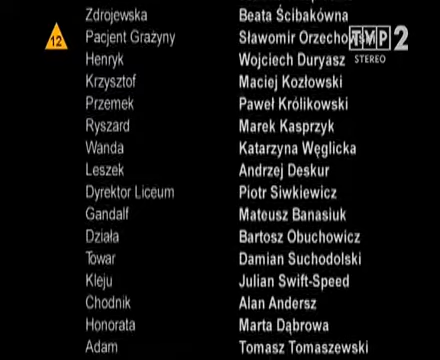 Zdrojewska Beata Ścibakówna
Pacjent Grażyny Sławomir Orzechowski
Henryk Wojciech Duryasz
Krzysztof Maciej Kozłowski
Przemek Paweł Królikowski
Ryszard Marek Kasprzyk
Wanda Katarzyna Węglicka
Leszek Andrzej Deskur
Dyrektor Liceum Piotr Siwkiewicz
Gandalf Mateusz Banasiuk
Działa Bartosz Obuchowicz
Towar Damian Suchodolski
Kleju Julian Swift-Speed
Chodnik Alan Andersz
Honorata Marta Dąbrowa
Adam Tomasz Tomaszewski
12
TVP 2
STEREO